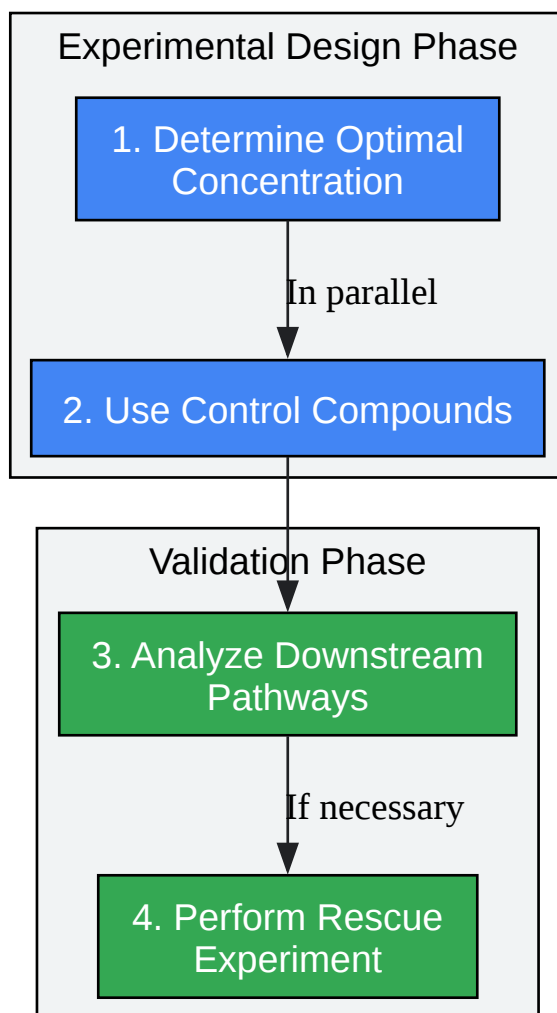 Experimental Design Phase
1. Determine Optimal
Concentration
In parallel
2. Use Control Compounds
Validation Phase
3. Analyze Downstream
Pathways
If necessary
4. Perform Rescue
Experiment